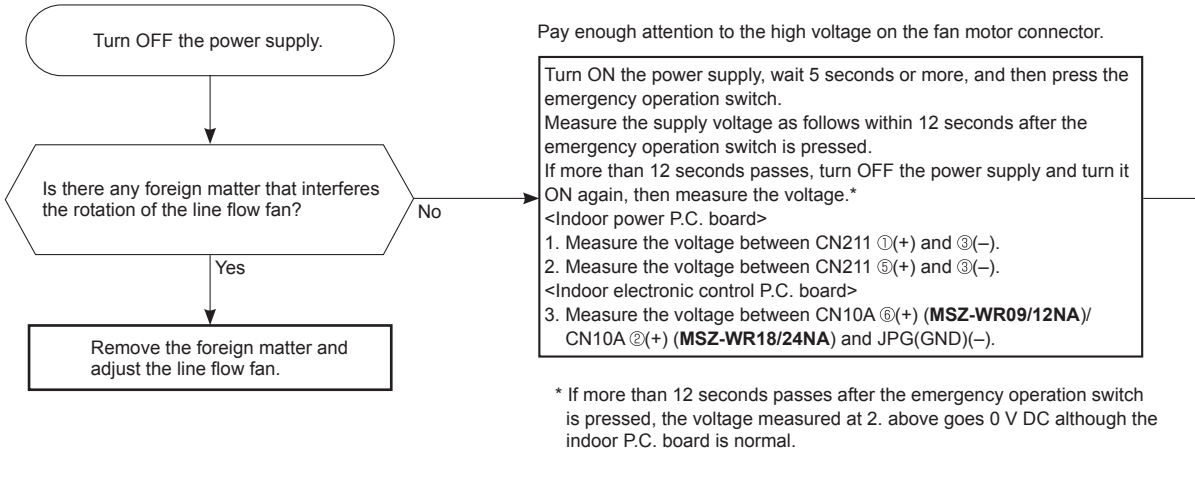 Turn OFF the power supply.
Is there any foreign matter that interferes
the rotation of the line flow fan?
No
Yes
Remove the foreign matter and
adjust the line flow fan.
Pay enough attention to the high voltage on the fan motor connector.
Turn ON the power supply, wait 5 seconds or more, and then press the
emergency operation switch.
Measure the supply voltage as follows within 12 seconds after the
emergency operation switch is pressed.
If more than 12 seconds passes, turn OFF the power supply and turn it
ON again, then measure the voltage.*
<Indoor power P.C. board>
1. Measure the voltage between CN211 ①(+) and ③(–).
2. Measure the voltage between CN211 ⑤(+) and ③(–).
<Indoor electronic control P.C. board>
3. Measure the voltage between CN10A ⑥(+) (MSZ-WR09/12NA)/
CN10A ②(+) (MSZ-WR18/24NA) and JPG(GND)(–).
* If more than 12 seconds passes after the emergency operation switch
is pressed, the voltage measured at 2. above goes 0 V DC although the
indoor P.C. board is normal.